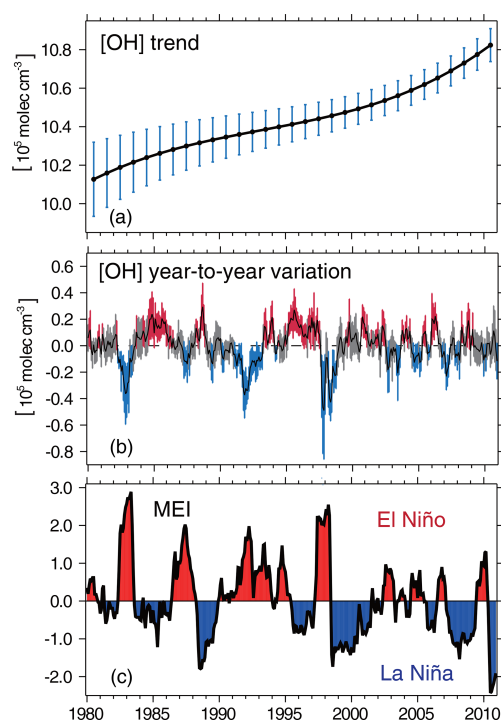 [OH] trend
10.8
10.6
10.4
10.2
10.0
[10⁵ molec cm⁻³]
(a)
[OH] year-to-year variation
0.6
0.4
0.2
0.0
-0.2
-0.4
-0.6
-0.8
[10⁵ molec cm⁻³]
(b)
3.0
2.0
1.0
0.0
-1.0
-2.0
MEI
El Niño
La Niña
(c)
1980 1985 1990 1995 2000 2005 2010